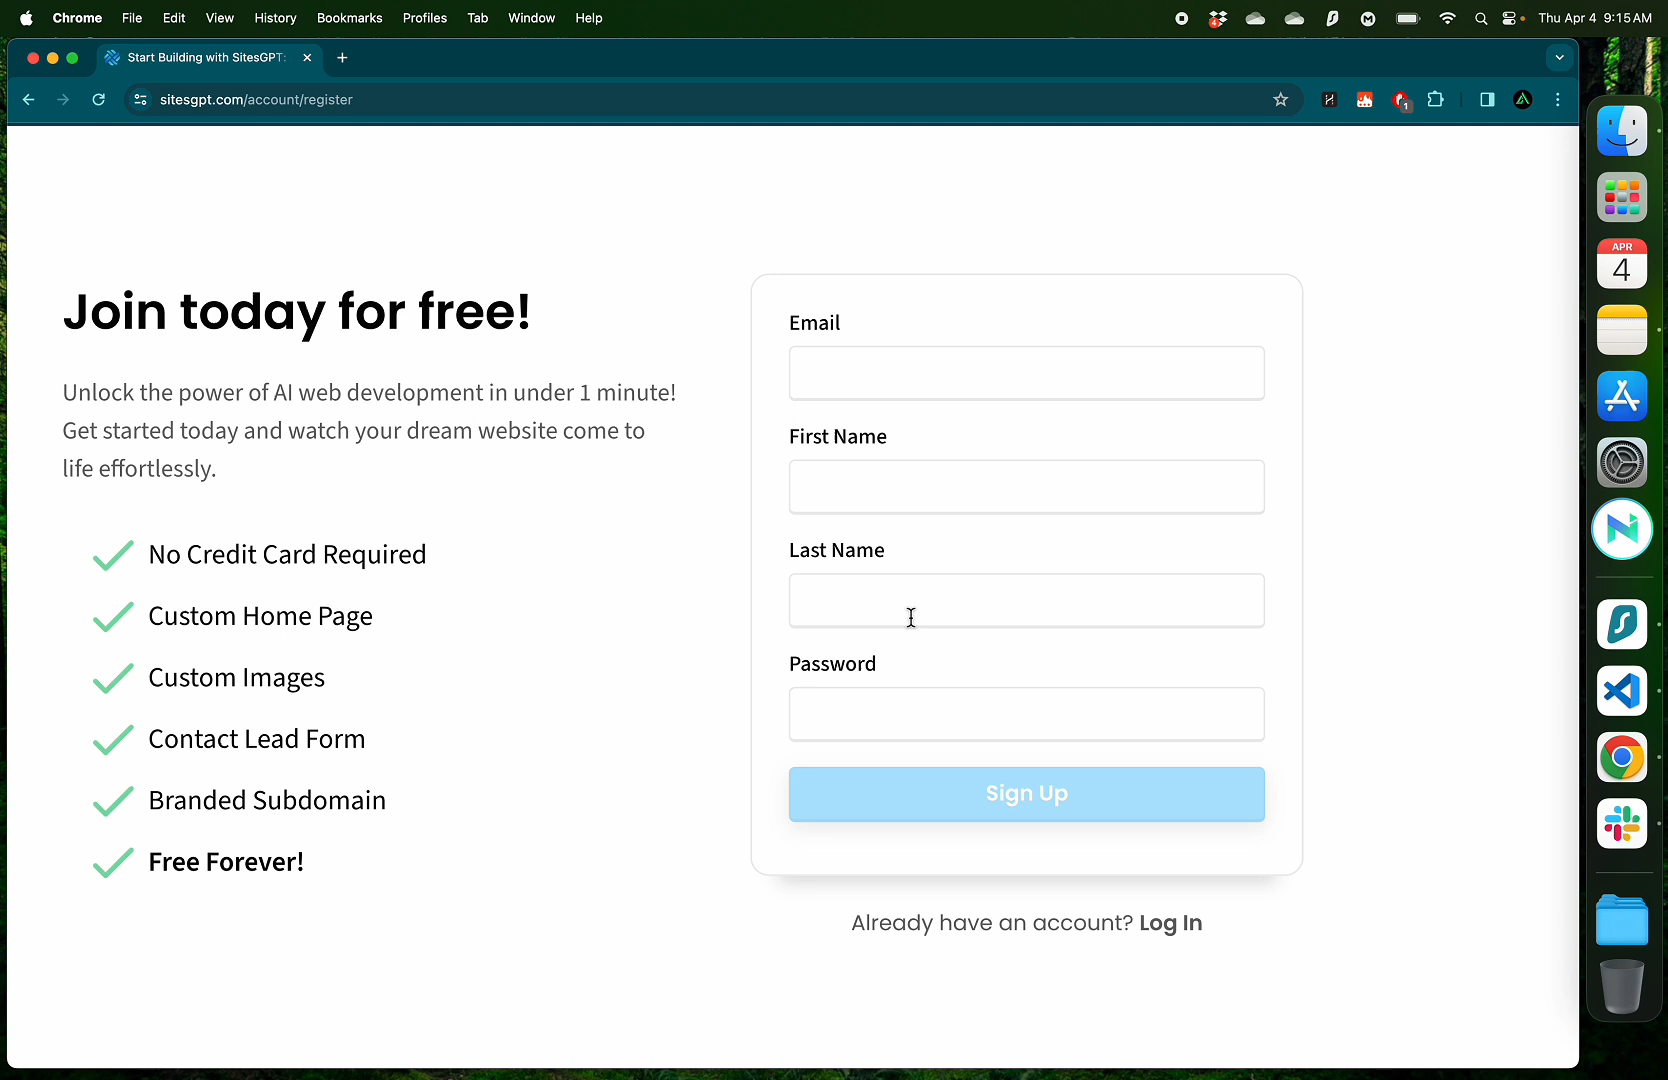 Chrome File Edit View History Bookmarks Profiles Tab Window Help
4
Thu Apr 4 9:15 AM
Start Building with SitesGPT:
sitesgpt.com/account/register
1
APR
4
Join today for free!
Unlock the power of AI web development in under 1 minute!
Get started today and watch your dream website come to
life effortlessly.
No Credit Card Required
Custom Home Page
Custom Images
Contact Lead Form
Branded Subdomain
Free Forever!
Email
First Name
Last Name
Password
Sign Up
Already have an account? Log In